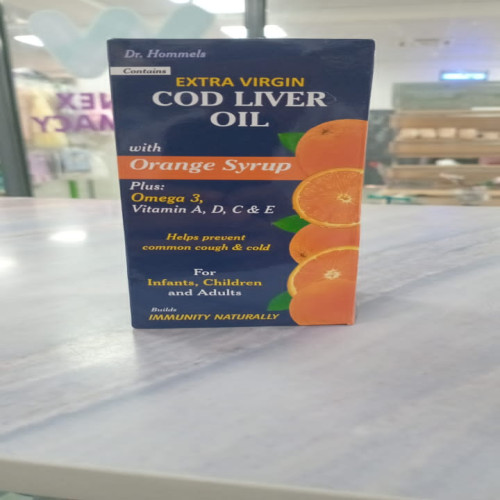 Dr. Hommels
Contains
EXTRA VIRGIN
COD LIVER
OIL
with
Orange Syrup
Plus:
Omega 3,
Vitamin A, D, C & E
Helps prevent
common cough & cold
For
Infants, Children
and Adults
Builds
IMMUNITY NATURALLY